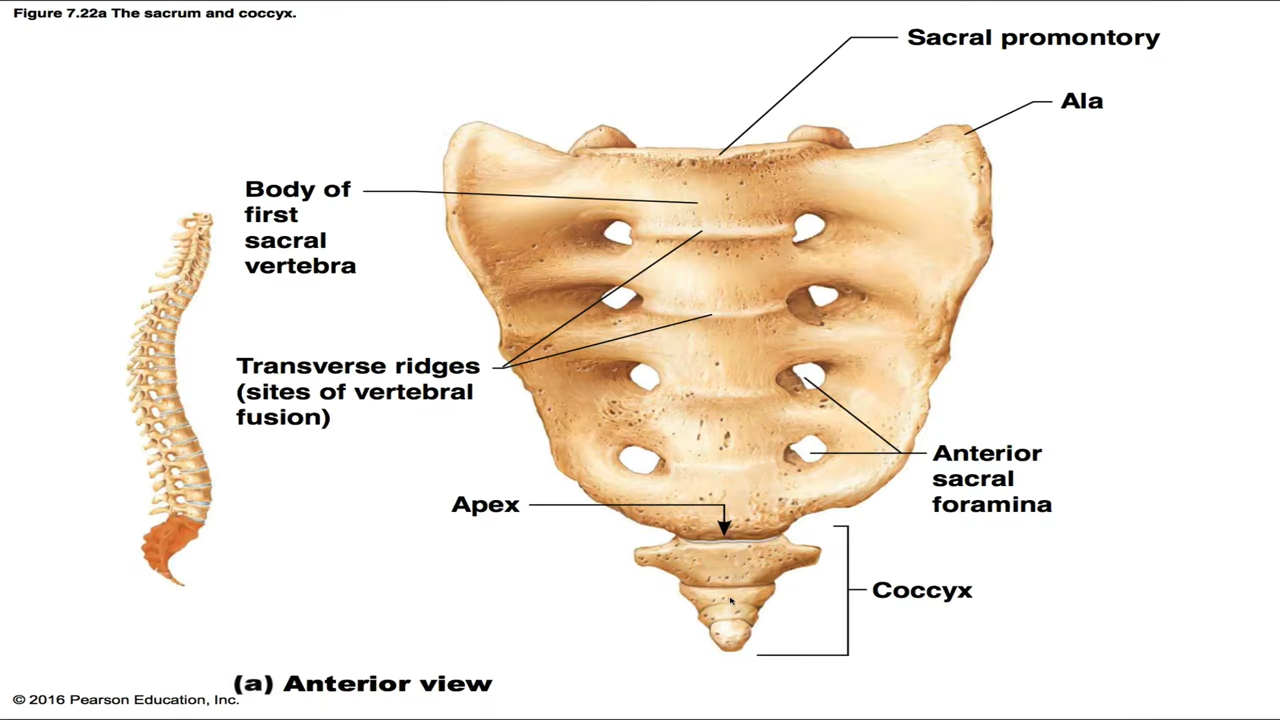 Figure 7.22a The sacrum and coccyx.
Sacral promontory
Ala
Body of
first
sacral
vertebra
Transverse ridges
(sites of vertebral
fusion)
Anterior
sacral
foramina
Apex
Coccyx
(a) Anterior view
© 2016 Pearson Education, Inc.